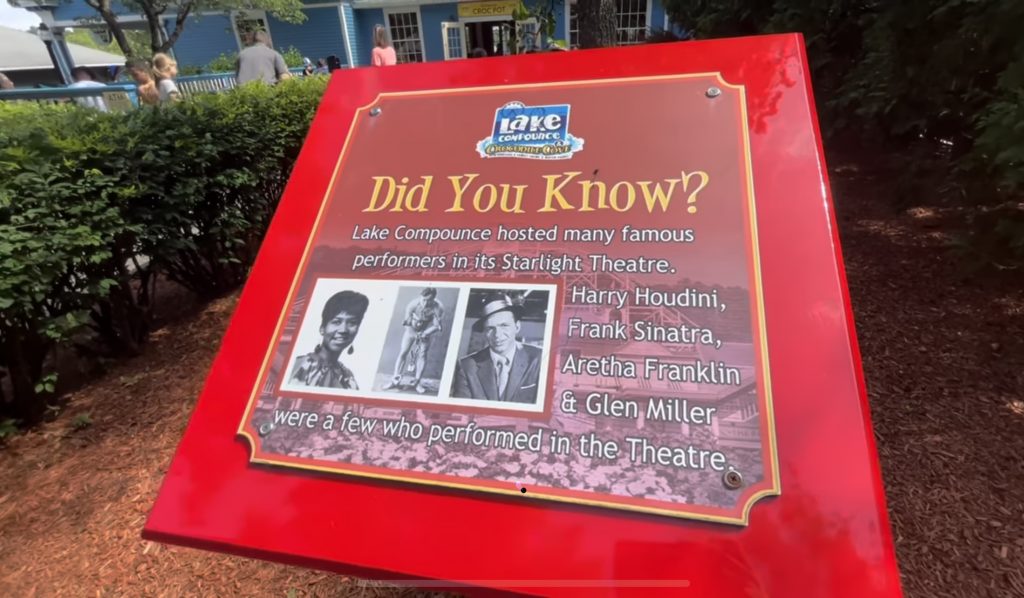 CROC POT
Lake
COMPOUNCE
CROCODILE COVE
Did You Know?
Lake Compounce hosted many famous
performers in its Starlight Theatre.
Harry Houdini,
Frank Sinatra,
Aretha Franklin
& Glen Miller
were a few who performed in the Theatre.